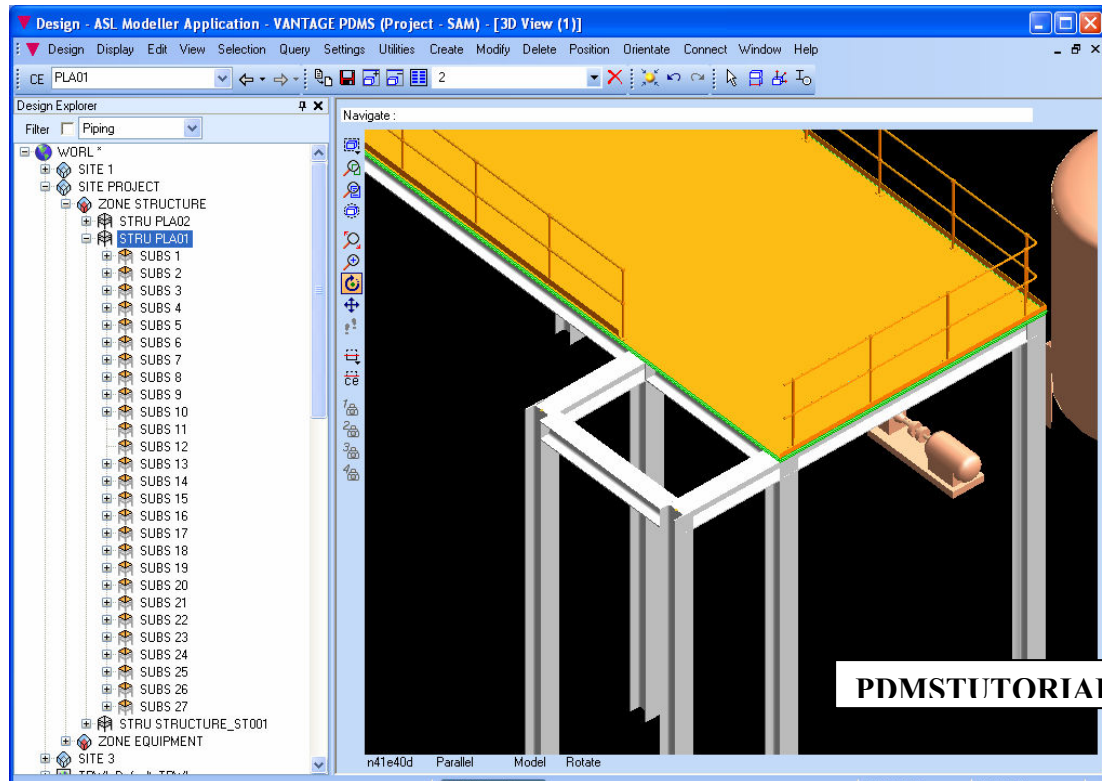 Design - ASL Modeller Application - VANTAGE PDMS (Project - SAM) - [3D View (1)]
Design Display Edit View Selection Query Settings Utilities Create Modify Delete Position Orientate Connect Window Help
CE PLA01 2
Design Explorer
Navigate :
Filter Piping
WORL *
SITE 1
SITE PROJECT
ZONE STRUCTURE
STRU PLA02
STRU PLA01
SUBS 1
SUBS 2
SUBS 3
SUBS 4
SUBS 5
SUBS 6
SUBS 7
SUBS 8
SUBS 9
SUBS 10
SUBS 11
SUBS 12
SUBS 13
SUBS 14
SUBS 15
SUBS 16
SUBS 17
SUBS 18
SUBS 19
SUBS 20
SUBS 21
SUBS 22
SUBS 23
SUBS 24
SUBS 25
SUBS 26
SUBS 27
STRU STRUCTURE_ST001
ZONE EQUIPMENT
SITE 3
ce
1
2
3
4
PDMSTUTORIAL
n41e40d Parallel Model Rotate